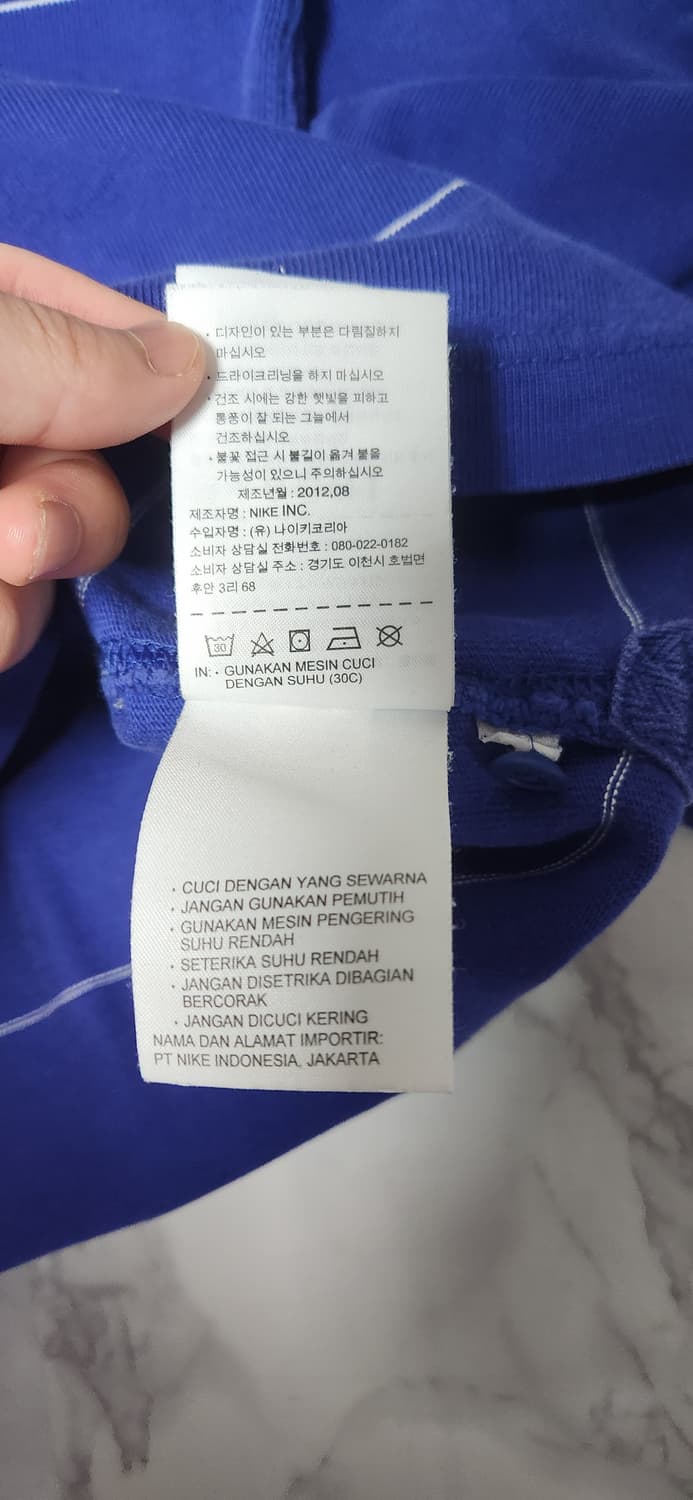 · 디자인이 있는 부분은 다림질하지
마십시오
· 드라이크리닝을 하지 마십시오
· 건조 시에는 강한 햇빛을 피하고
통풍이 잘 되는 그늘에서
건조하십시오
· 불꽃 접근 시 불길이 옮겨 붙을
가능성이 있으니 주의하십시오
제조년월 : 2012,08
제조자명 : NIKE INC.
수입자명 : (유) 나이키코리아
소비자 상담실 전화번호 : 080-022-0182
소비자 상담실 주소 : 경기도 이천시 호법면
후안 3리 68
30
IN: · GUNAKAN MESIN CUCI
DENGAN SUHU (30C)
· CUCI DENGAN YANG SEWARNA
· JANGAN GUNAKAN PEMUTIH
· GUNAKAN MESIN PENGERING
SUHU RENDAH
· SETERIKA SUHU RENDAH
· JANGAN DISETRIKA DIBAGIAN
BERCORAK
· JANGAN DICUCI KERING
NAMA DAN ALAMAT IMPORTIR:
PT NIKE INDONESIA, JAKARTA